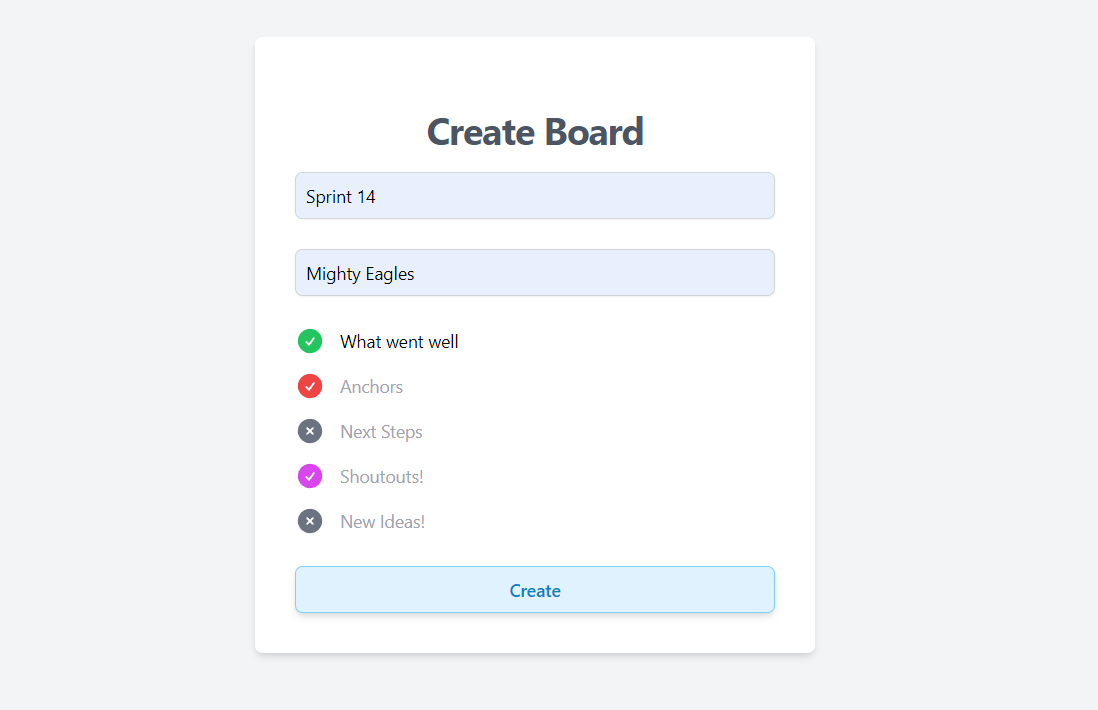 Create Board
Sprint 14
Mighty Eagles
What went well
Anchors
Next Steps
Shoutouts!
New Ideas!
Create